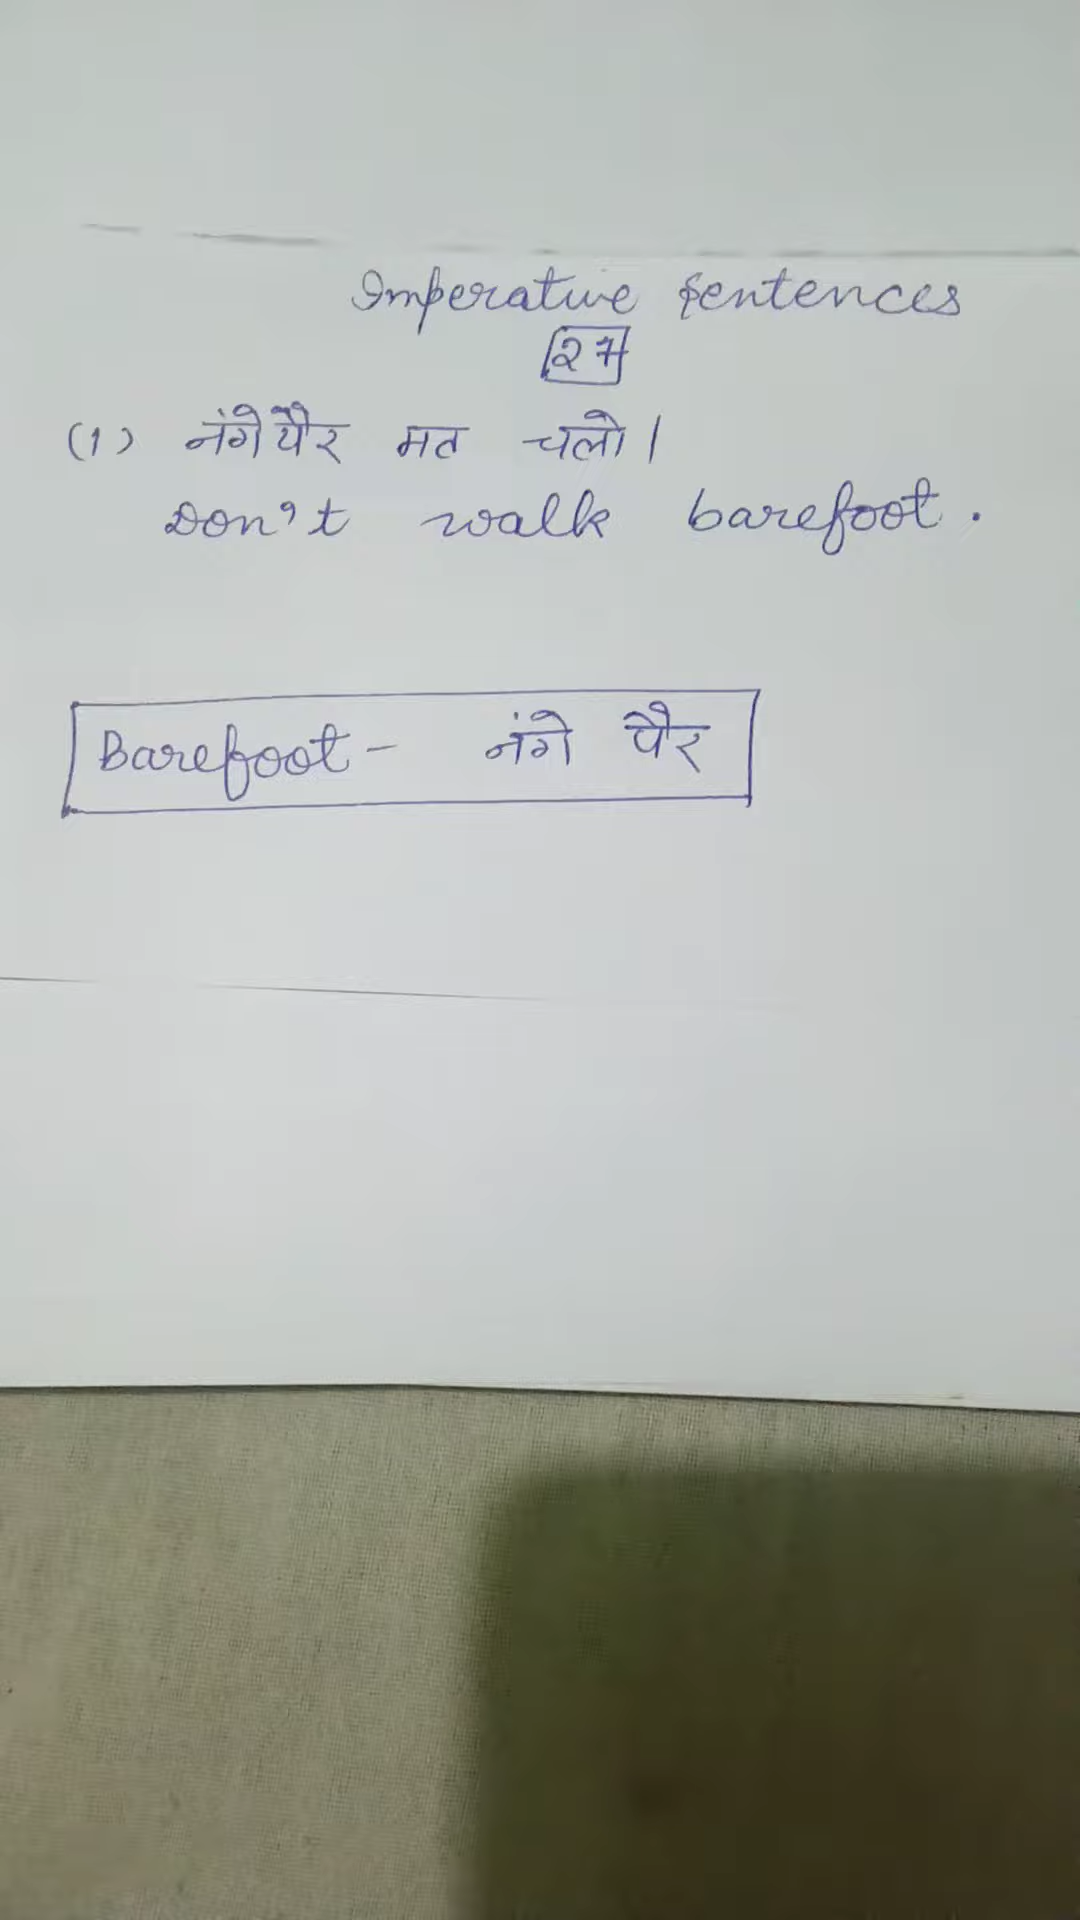 Imperative Sentences
27
(1) नंगे पैर मत चलो।
Don't walk barefoot.
Barefoot - नंगे पैर